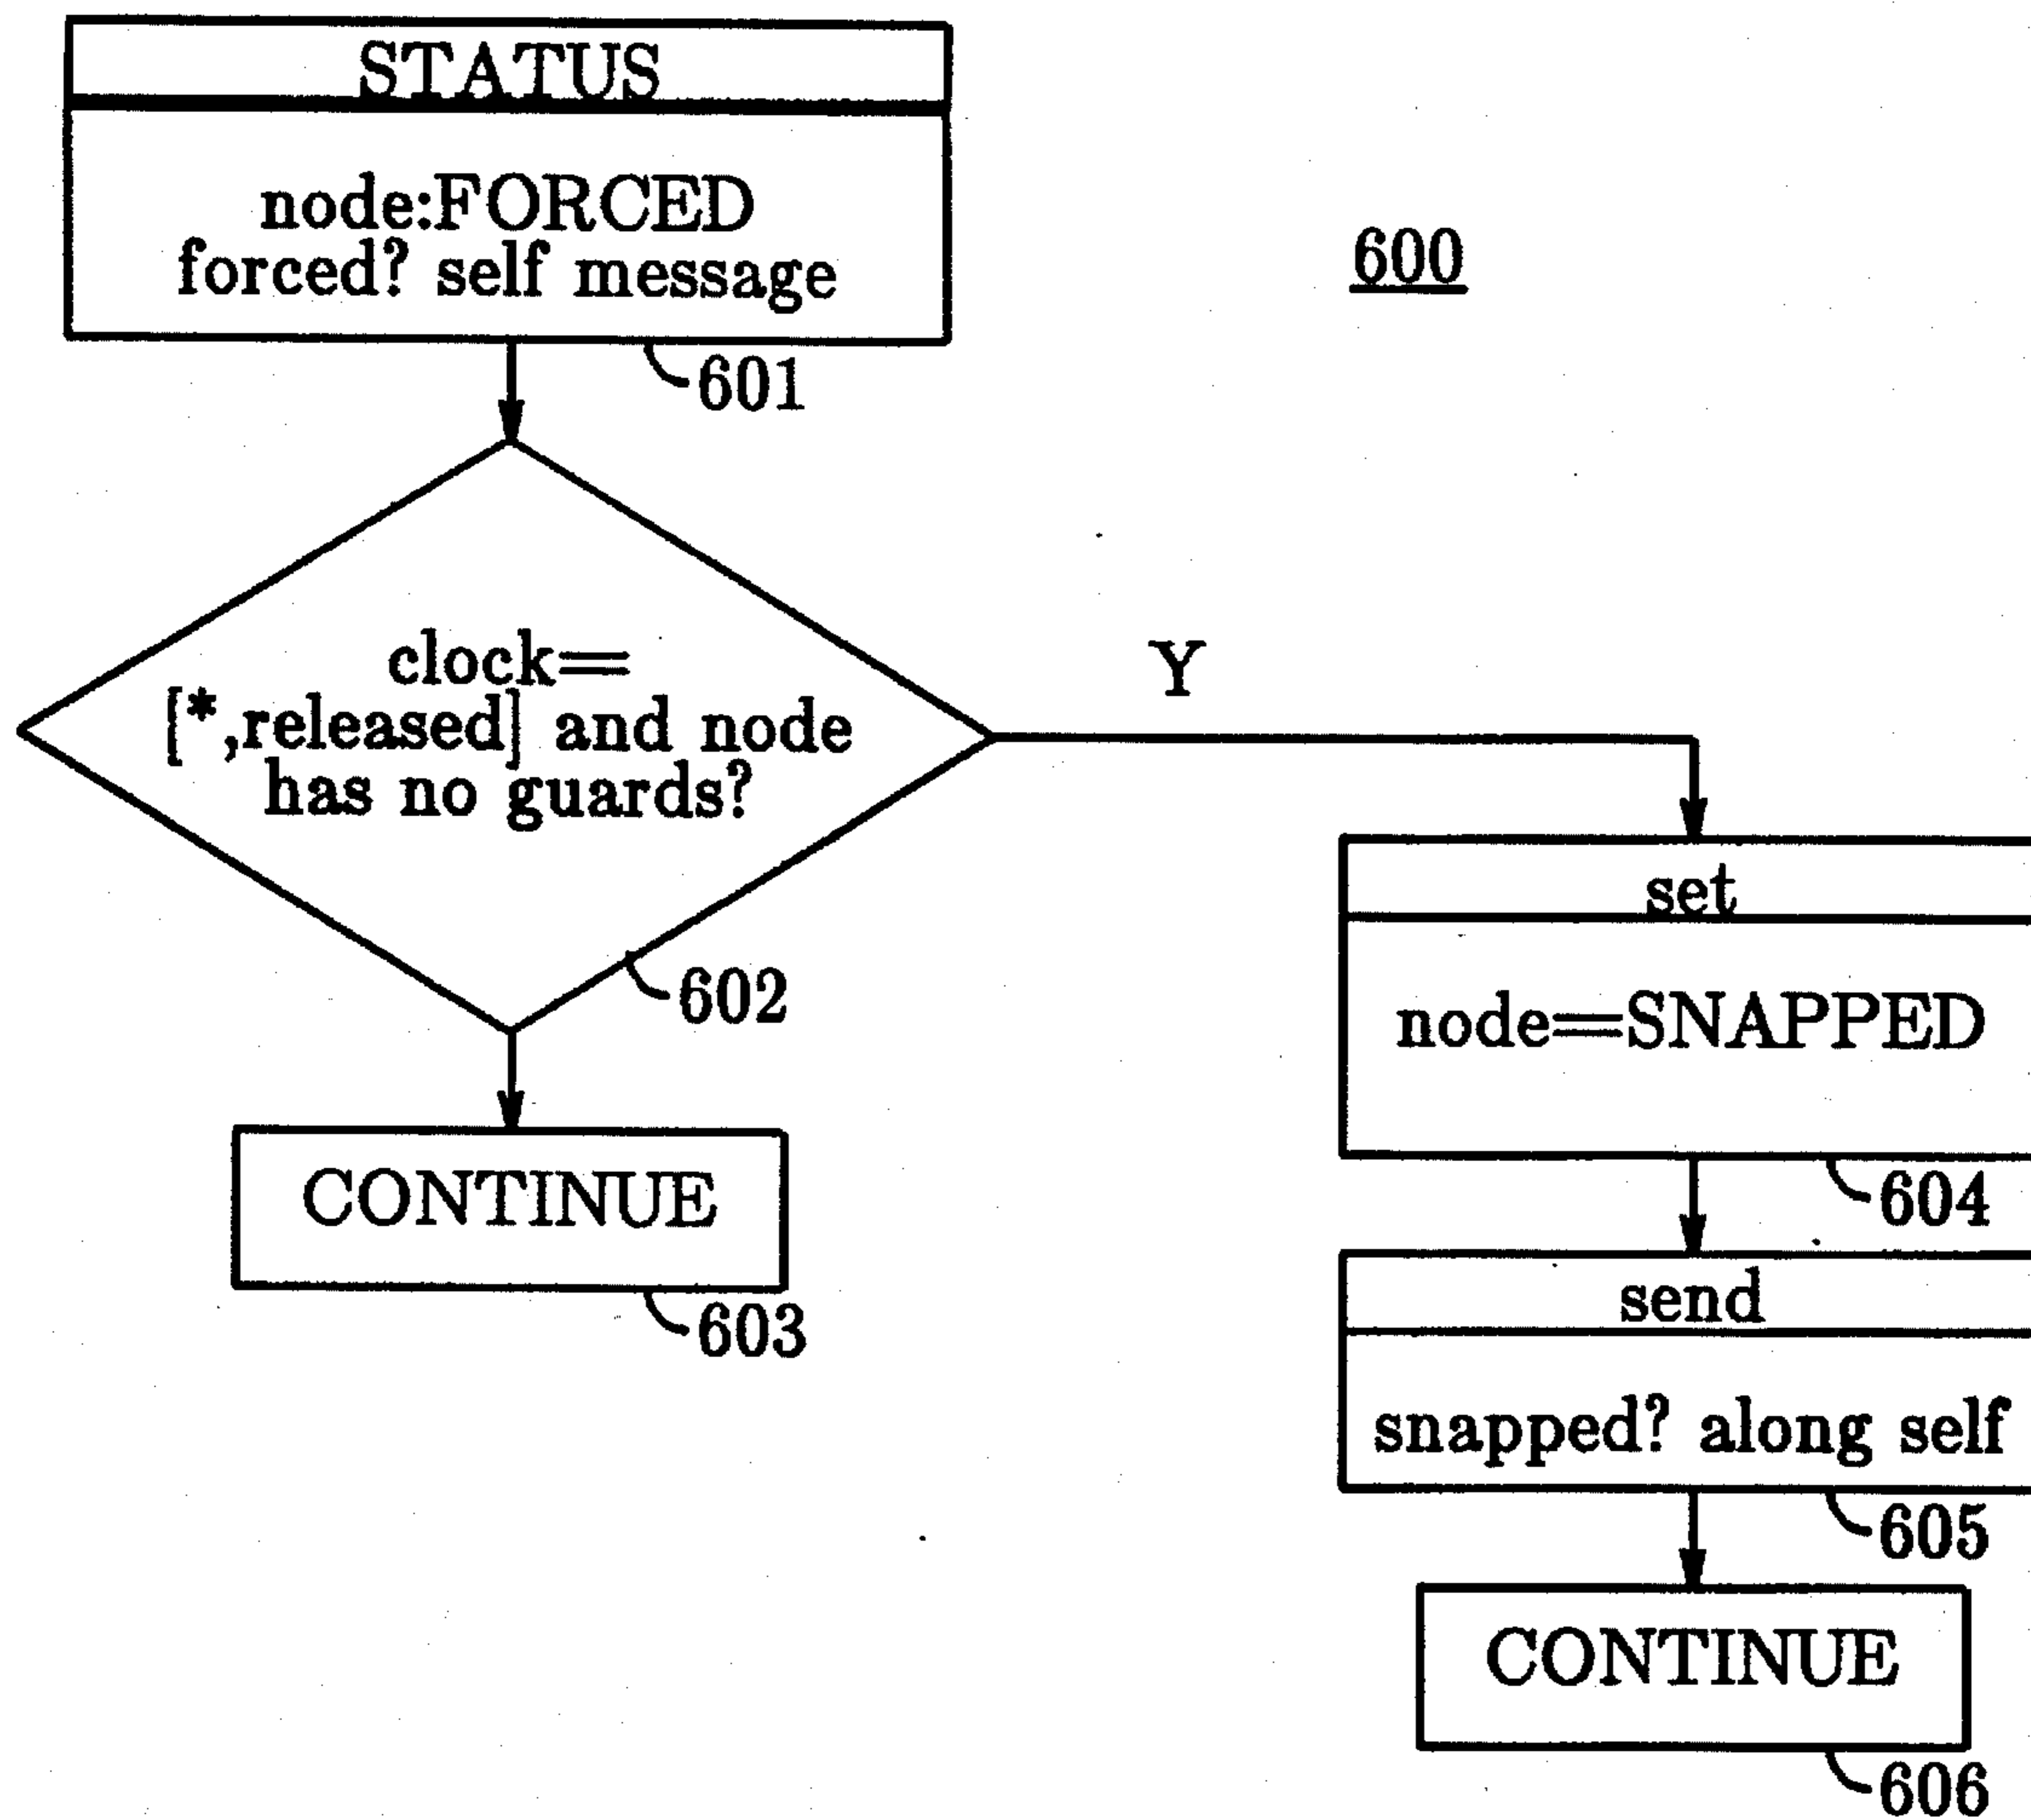 STATUS
node:FORCED
forced? self message
601
600
clock=
[*,released] and node
has no guards?
602
Y
CONTINUE
603
set
node=SNAPPED
604
send
snapped? along self
605
CONTINUE
606